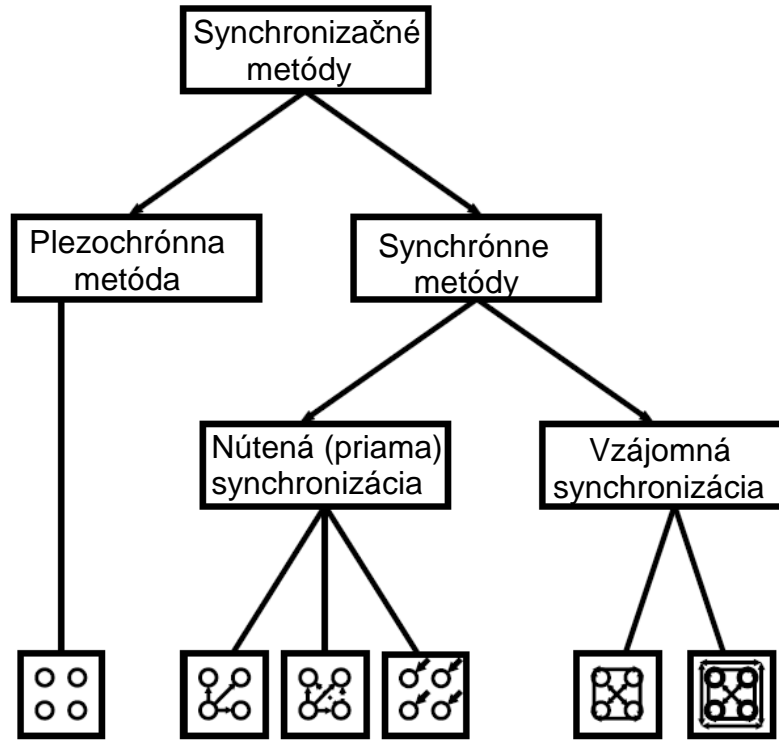 Synchronizačné
metódy
Plezochrónna
metóda
Synchrónne
metódy
Nútená (priama)
synchronizácia
Vzájomná
synchronizácia